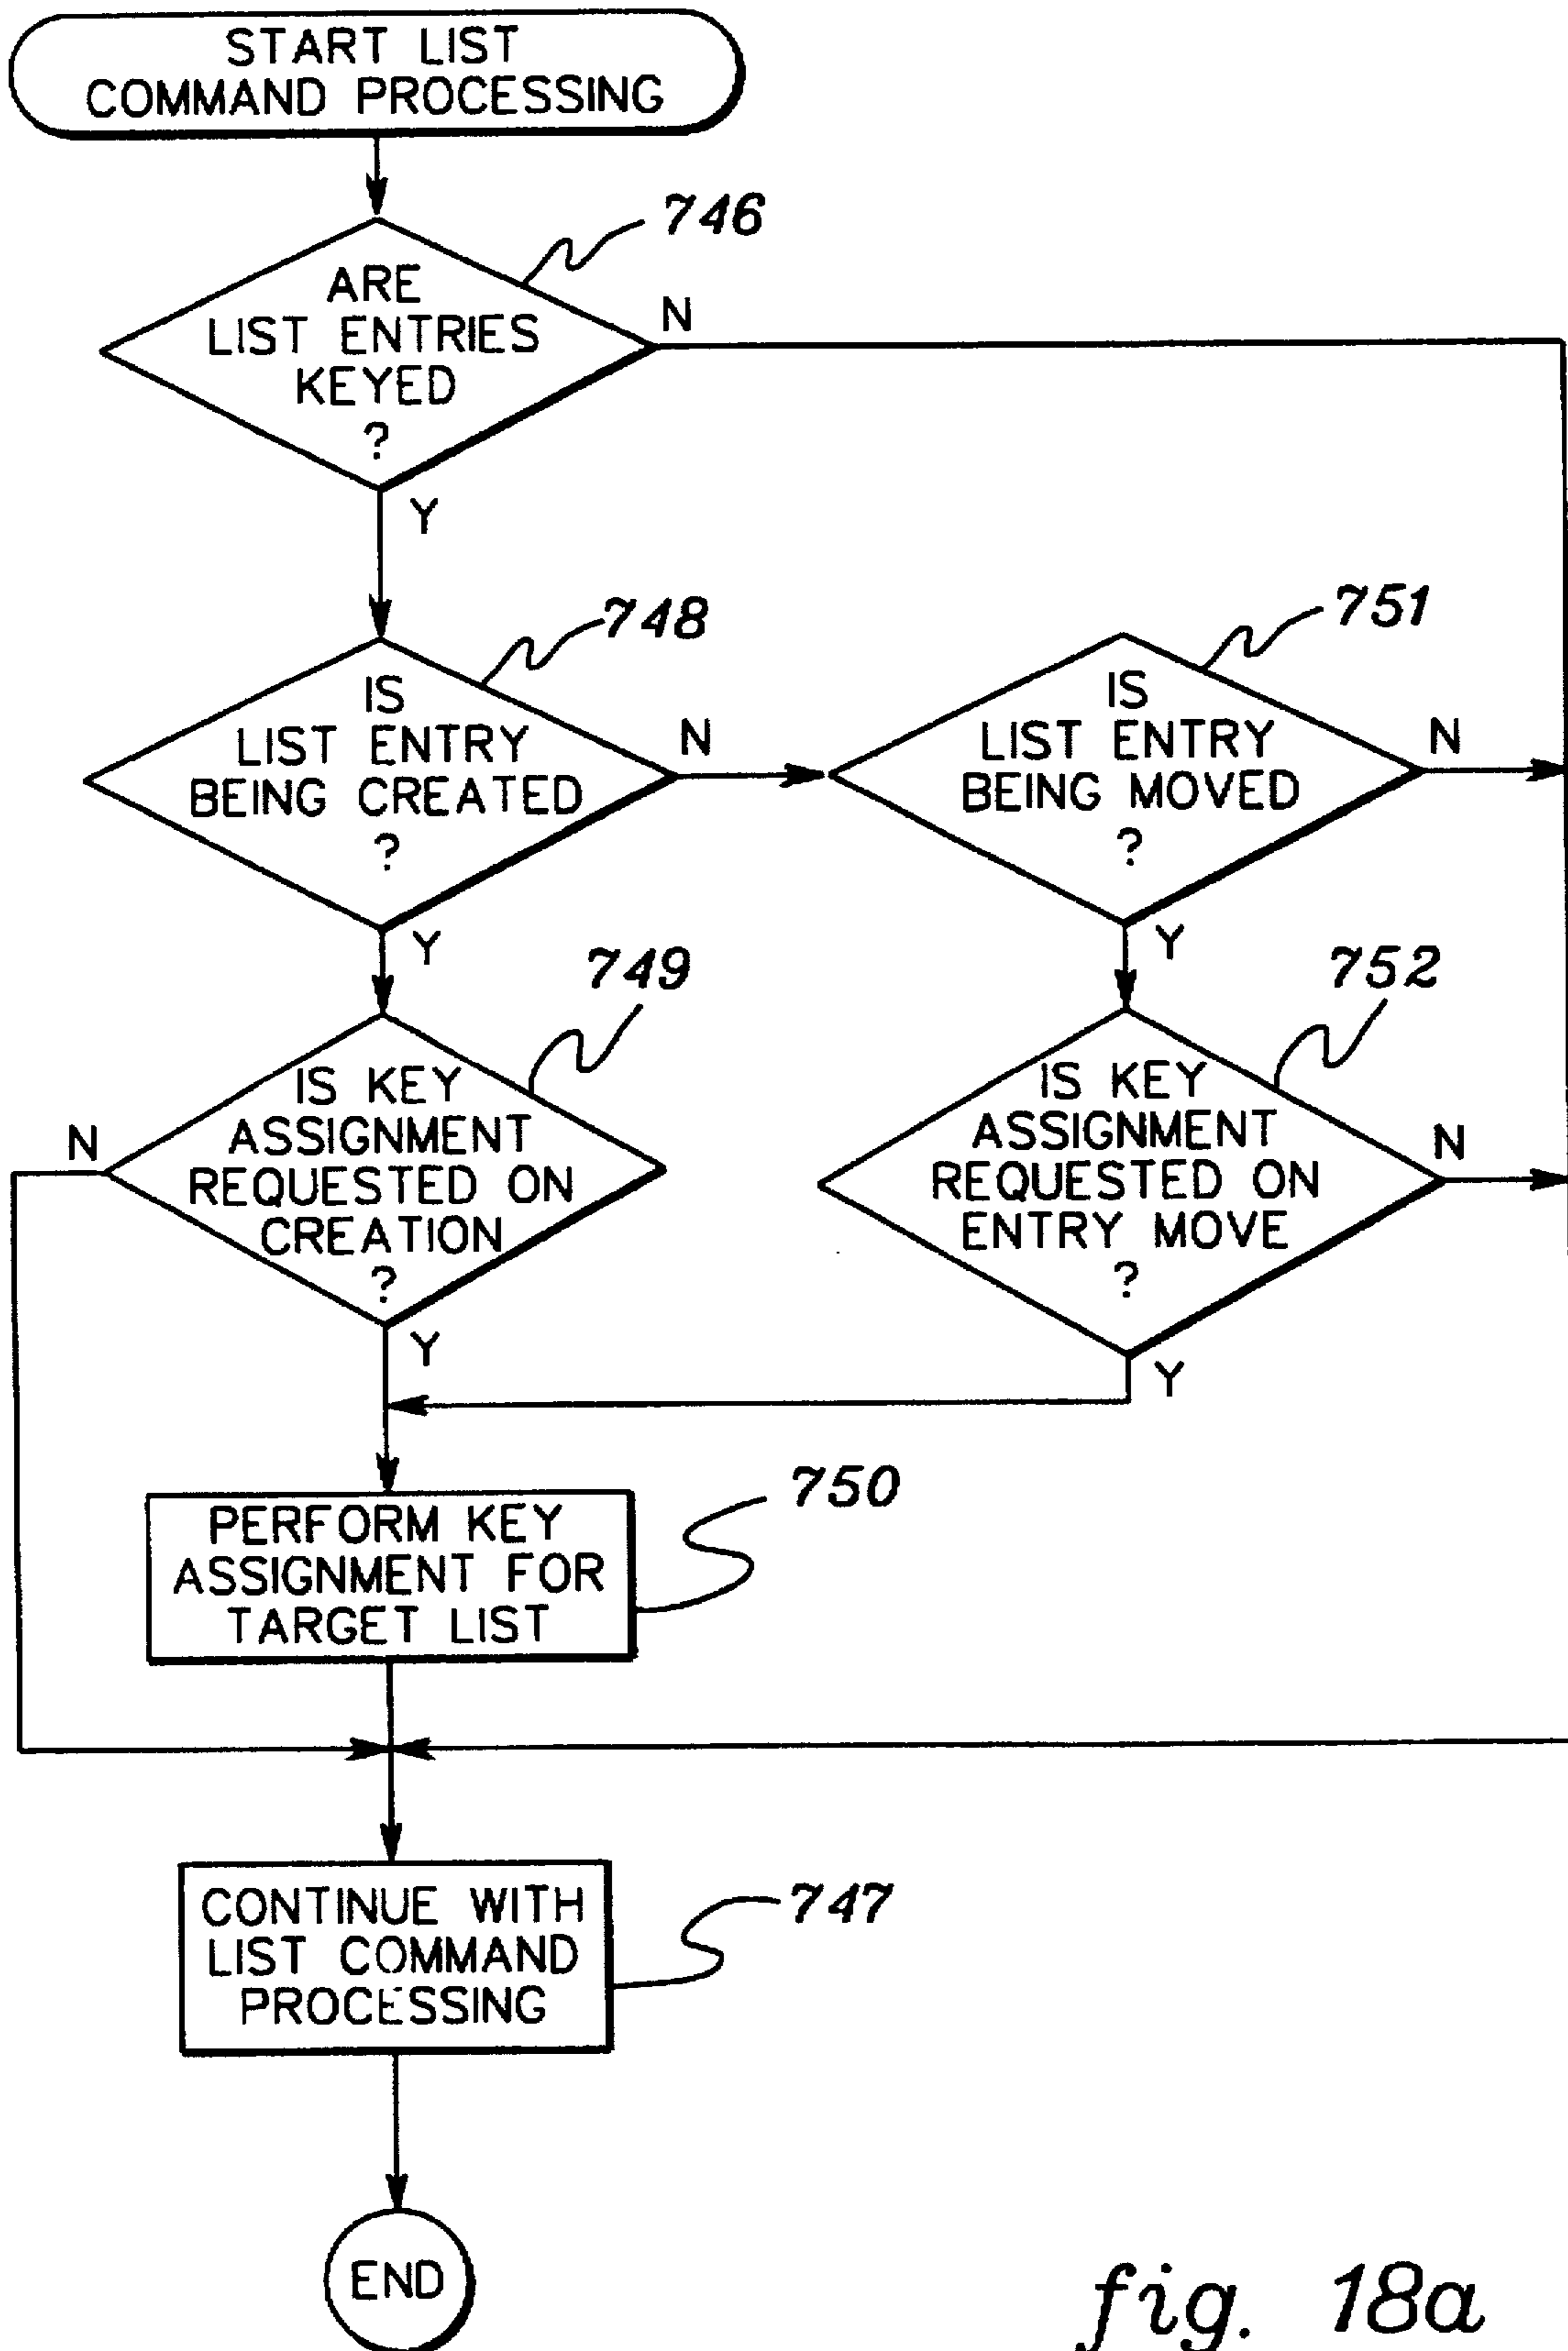 START LIST
COMMAND PROCESSING
746
ARE
LIST ENTRIES
KEYED
?
N
Y
748
IS
LIST ENTRY
BEING CREATED
?
N
Y
751
IS
LIST ENTRY
BEING MOVED
?
N
Y
749
IS KEY
ASSIGNMENT
REQUESTED ON
CREATION
?
N
Y
752
IS KEY
ASSIGNMENT
REQUESTED ON
ENTRY MOVE
?
N
Y
750
PERFORM KEY
ASSIGNMENT FOR
TARGET LIST
747
CONTINUE WITH
LIST COMMAND
PROCESSING
END
fig. 18a